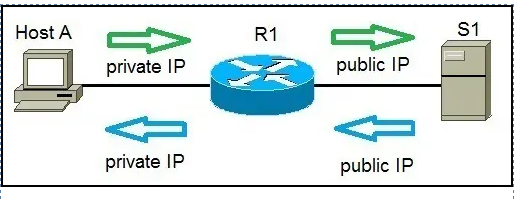 Host A
R1
S1
private IP
public IP
private IP
public IP